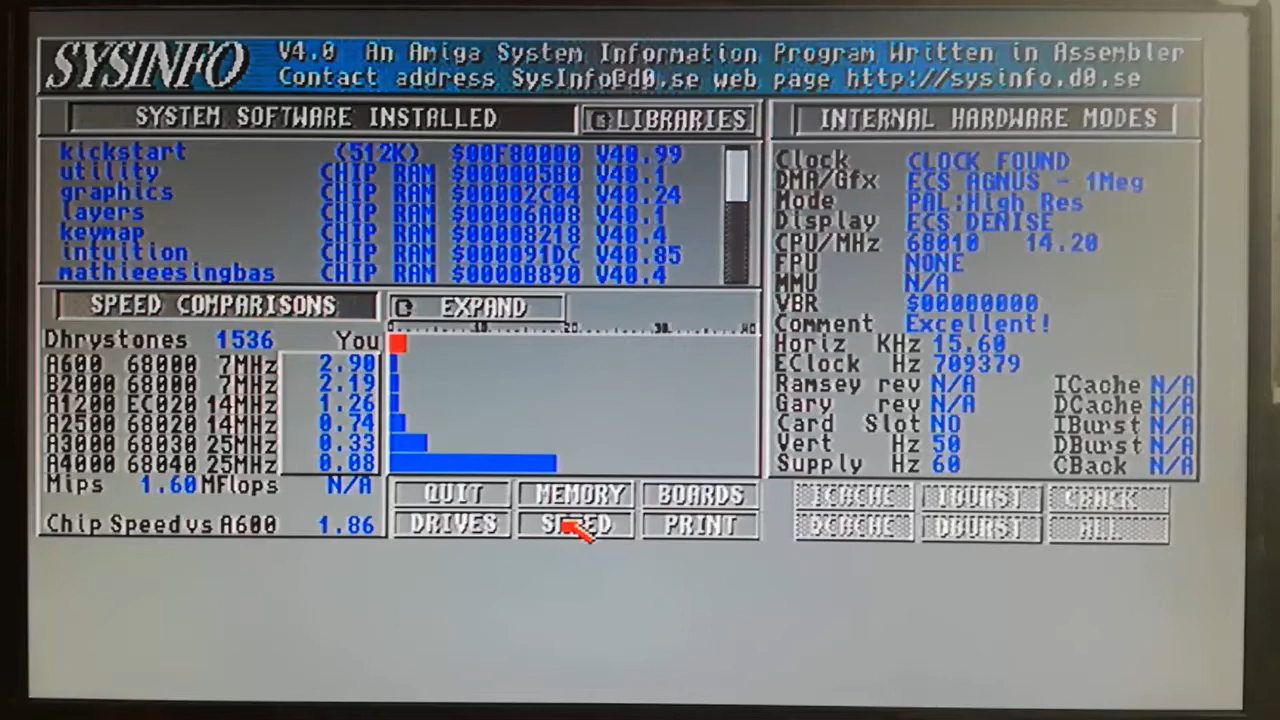 SYSINFO V4.0 An Amiga System Information Program Written in Assembler
Contact address SysInfo@d0.se web page http://sysinfo.d0.se
SYSTEM SOFTWARE INSTALLED LIBRARIES
kickstart (512K) $00F80000 V40.99
utility CHIP RAM $000005B0 V40.1
graphics CHIP RAM $00002C04 V40.24
layers CHIP RAM $00006A08 V40.1
keymap CHIP RAM $00008218 V40.4
intuition CHIP RAM $000091DC V40.85
mathieeesingbas CHIP RAM $0000B890 V40.4
INTERNAL HARDWARE MODES
Clock CLOCK FOUND
DMA/Gfx ECS AGNUS - 1Meg
Mode PAL:High Res
Display ECS DENISE
CPU/MHz 68010 14.20
FPU NONE
MMU N/A
VBR $00000000
Comment Excellent!
Horiz KHz 15.60
EClock Hz 709379
Ramsey rev N/A ICache N/A
Gary rev N/A DCache N/A
Card Slot NO IBurst N/A
Vert Hz 50 DBurst N/A
Supply Hz 60 CBack N/A
SPEED COMPARISONS EXPAND
0 10 20 30 40
Dhrystones 1536 You
A600 68000 7MHz 2.90
B2000 68000 7MHz 2.19
A1200 EC020 14MHz 1.26
A2500 68020 14MHz 0.74
A3000 68030 25MHz 0.33
A4000 68040 25MHz 0.08
Mips 1.60 MFlops N/A
Chip Speed vs A600 1.86
QUIT MEMORY BOARDS
DRIVES SPEED PRINT
ICACHE IBURST CBACK
DCACHE DBURST ALL